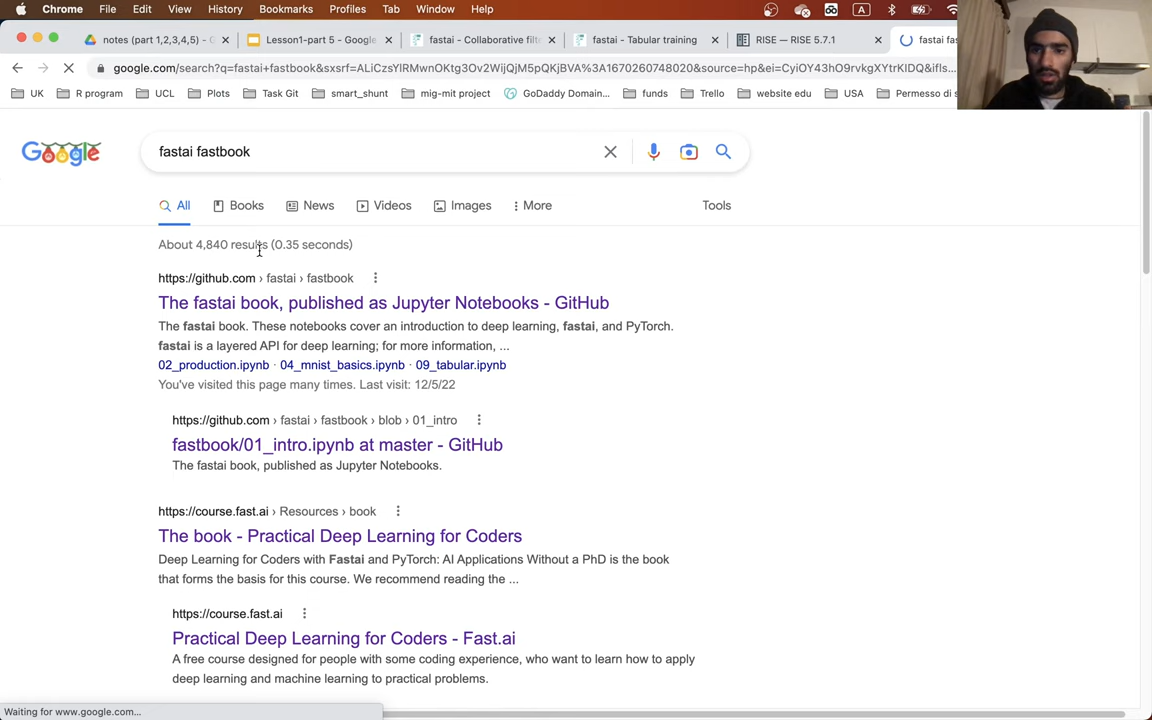 Chrome File Edit View History Bookmarks Profiles Tab Window Help A
notes (part 1,2,3,4,5) - G
Lesson1-part 5 - Google
fastai - Collaborative filt
fastai - Tabular training
RISE — RISE 5.7.1
fastai fas
google.com/search?q=fastai+fastbook&sxsrf=ALiCzsYlRMwnOKtg3Ov2WijQjM5pQKjBVA%3A1670260748020&source=hp&ei=CyiOY43hO9rvkgXYtrKIDQ&ifls...
UK R program UCL Plots Task Git smart_shunt mig-mit project GoDaddy Domain... funds Trello website edu USA Permesso di s
Google
fastai fastbook
All Books News Videos Images More Tools
About 4,840 results (0.35 seconds)
https://github.com › fastai › fastbook
The fastai book, published as Jupyter Notebooks - GitHub
The fastai book. These notebooks cover an introduction to deep learning, fastai, and PyTorch.
fastai is a layered API for deep learning; for more information, ...
02_production.ipynb · 04_mnist_basics.ipynb · 09_tabular.ipynb
You've visited this page many times. Last visit: 12/5/22
https://github.com › fastai › fastbook › blob › 01_intro
fastbook/01_intro.ipynb at master - GitHub
The fastai book, published as Jupyter Notebooks.
https://course.fast.ai › Resources › book
The book - Practical Deep Learning for Coders
Deep Learning for Coders with Fastai and PyTorch: AI Applications Without a PhD is the book
that forms the basis for this course. We recommend reading the ...
https://course.fast.ai
Practical Deep Learning for Coders - Fast.ai
A free course designed for people with some coding experience, who want to learn how to apply
deep learning and machine learning to practical problems.
Waiting for www.google.com...